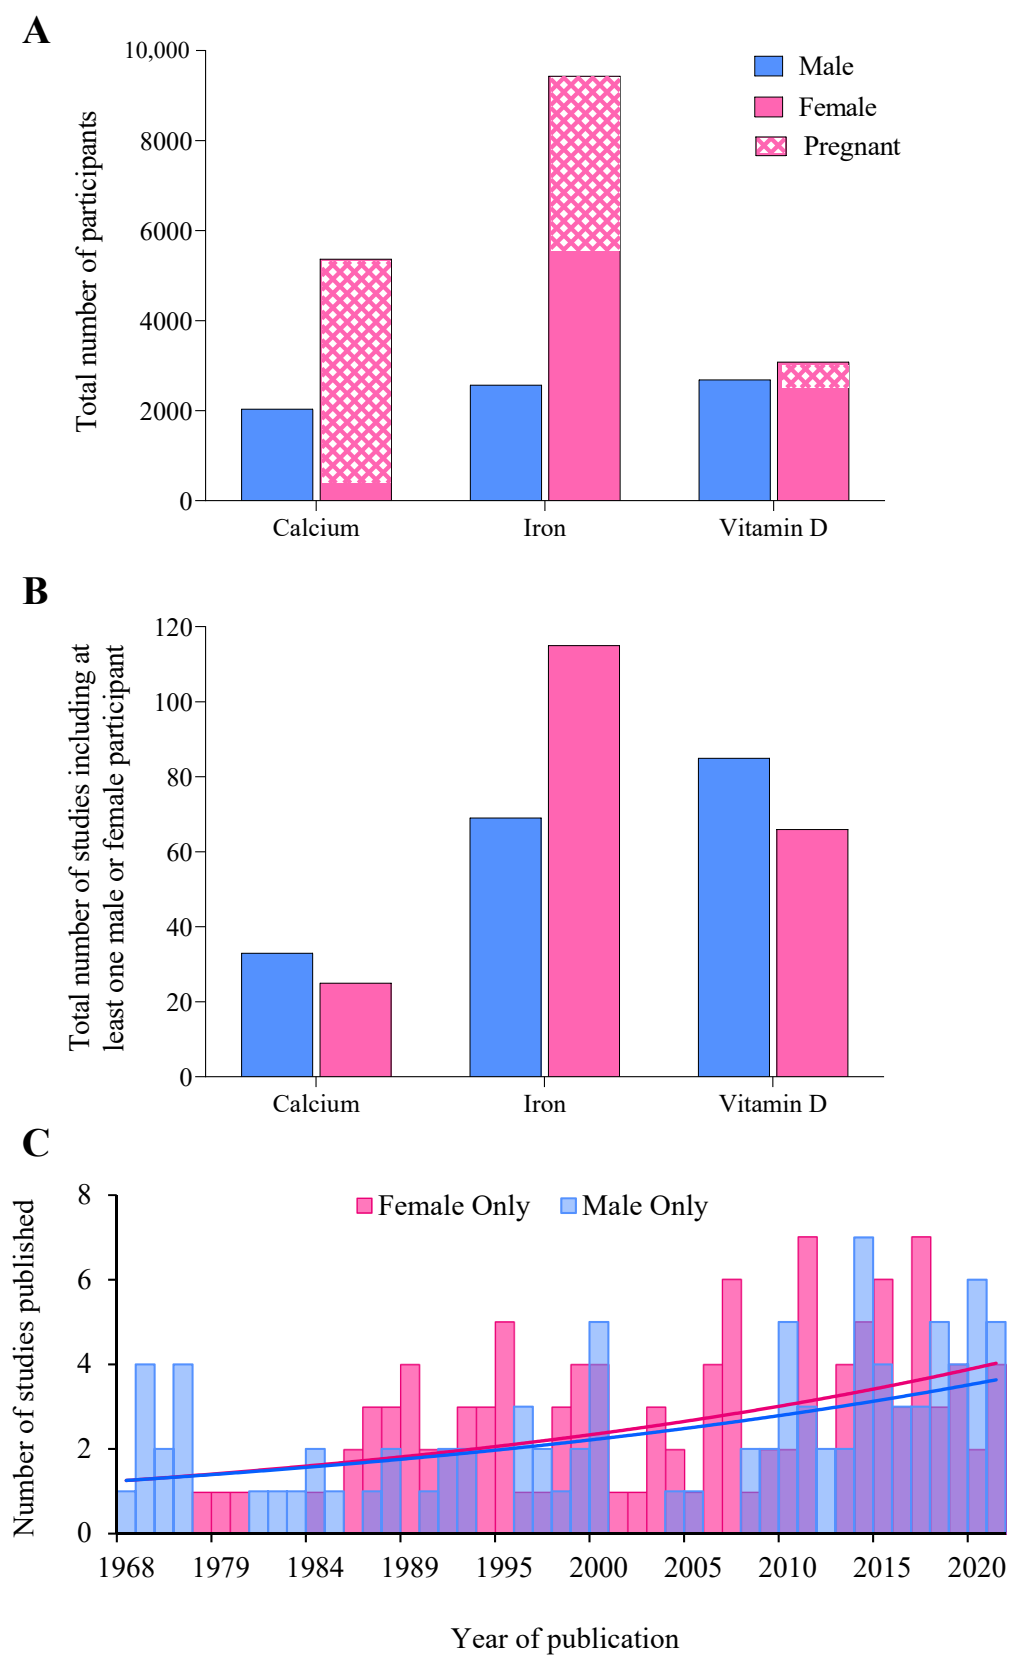 A
10,000
8000
6000
4000
2000
0
Total number of participants
Male
Female
Pregnant
Calcium
Iron
Vitamin D
B
120
100
80
60
40
20
0
Total number of studies including at
least one male or female participant
Calcium
Iron
Vitamin D
C
8
6
4
2
0
Number of studies published
Female Only
Male Only
1968
1979
1984
1989
1995
2000
2005
2010
2015
2020
Year of publication